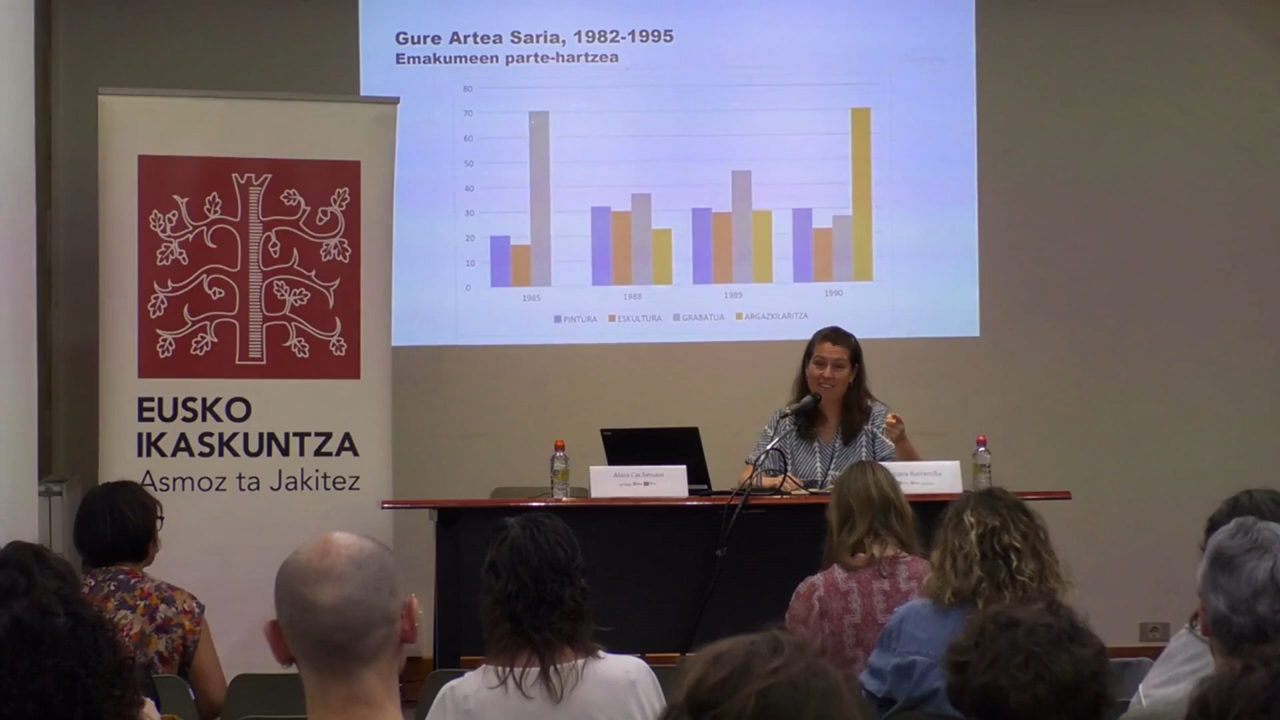 Gure Artea Saria, 1982-1995
Emakumeen parte-hartzea
80
70
60
50
40
30
20
10
0
1985
1988
1989
1990
PINTURA
ESKULTURA
GRABATUA
ARGAZKILARITZA
EUSKO
IKASKUNTZA
Asmoz ta Jakitez